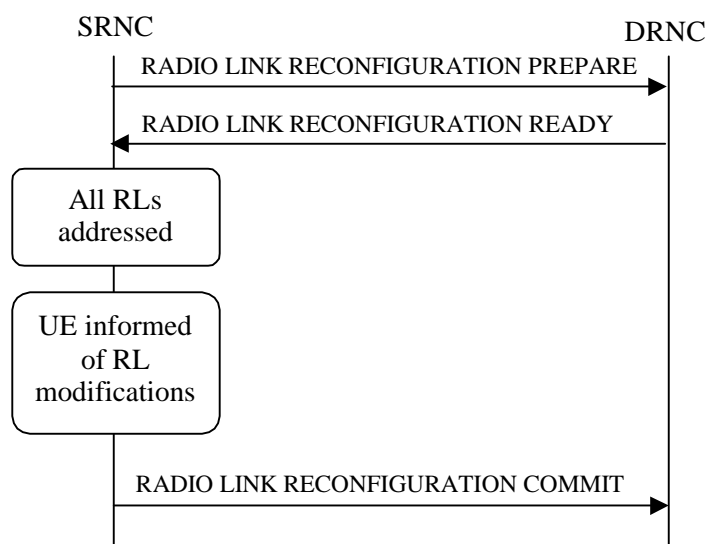 SRNC
DRNC
RADIO LINK RECONFIGURATION PREPARE
RADIO LINK RECONFIGURATION READY
All RLs
addressed
UE informed
of RL
modifications
RADIO LINK RECONFIGURATION COMMIT